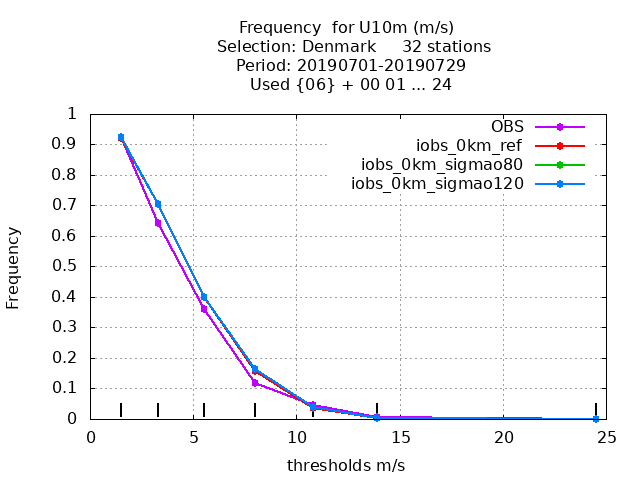 Frequency  for U10m (m/s)
Selection: Denmark     32 stations
Period: 20190701-20190729
Used {06} + 00 01 ... 24
OBS
iobs_0km_ref
iobs_0km_sigmao80
iobs_0km_sigmao120
Frequency
1
0.9
0.8
0.7
0.6
0.5
0.4
0.3
0.2
0.1
0
0 5 10 15 20 25
thresholds m/s